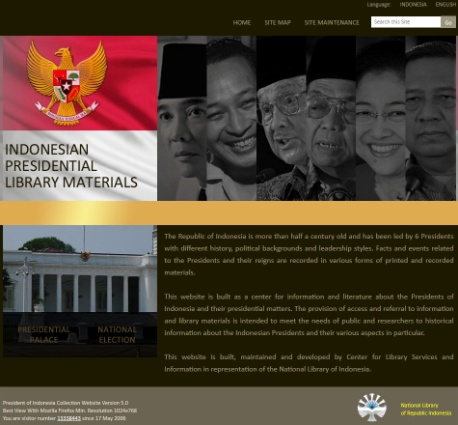 Language: INDONESIA ENGLISH
HOME SITE MAP SITE MAINTENANCE Search this Site Go
INDONESIAN
PRESIDENTIAL
LIBRARY MATERIALS
The Republic of Indonesia is more than half a century old and has been led by 6 Presidents
with different history, political backgrounds and leadership styles. Facts and events related
to the Presidents and their reigns are recorded in various forms of printed and recorded
materials.
This website is built as a center for information and literature about the Presidents of
Indonesia and their presidential matters. The provision of access and referral to information
and library materials is intended to meet the needs of public and researchers to historical
information about the Indonesian Presidents and their various aspects in particular.
This website is built, maintained and developed by Center for Library Services and
Information in representation of the National Library of Indonesia.
PRESIDENTIAL
PALACE
NATIONAL
ELECTION
President of Indonesia Collection Website Version 5.0
Best View With Mozilla Firefox Min. Resolution 1024x768
You are visitor number 13338443 since 17 May 2006
National Library
of Republic Indonesia